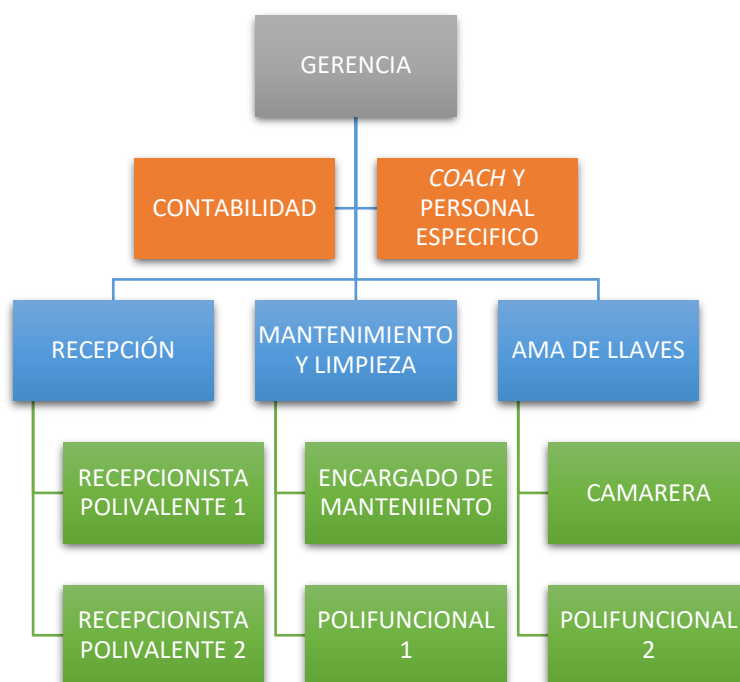 GERENCIA
CONTABILIDAD
COACH Y
PERSONAL
ESPECIFICO
RECEPCIÓN
MANTENIMIENTO
Y LIMPIEZA
AMA DE LLAVES
RECEPCIONISTA
POLIVALENTE 1
ENCARGADO DE
MANTENIIENTO
CAMARERA
RECEPCIONISTA
POLIVALENTE 2
POLIFUNCIONAL
1
POLIFUNCIONAL
2